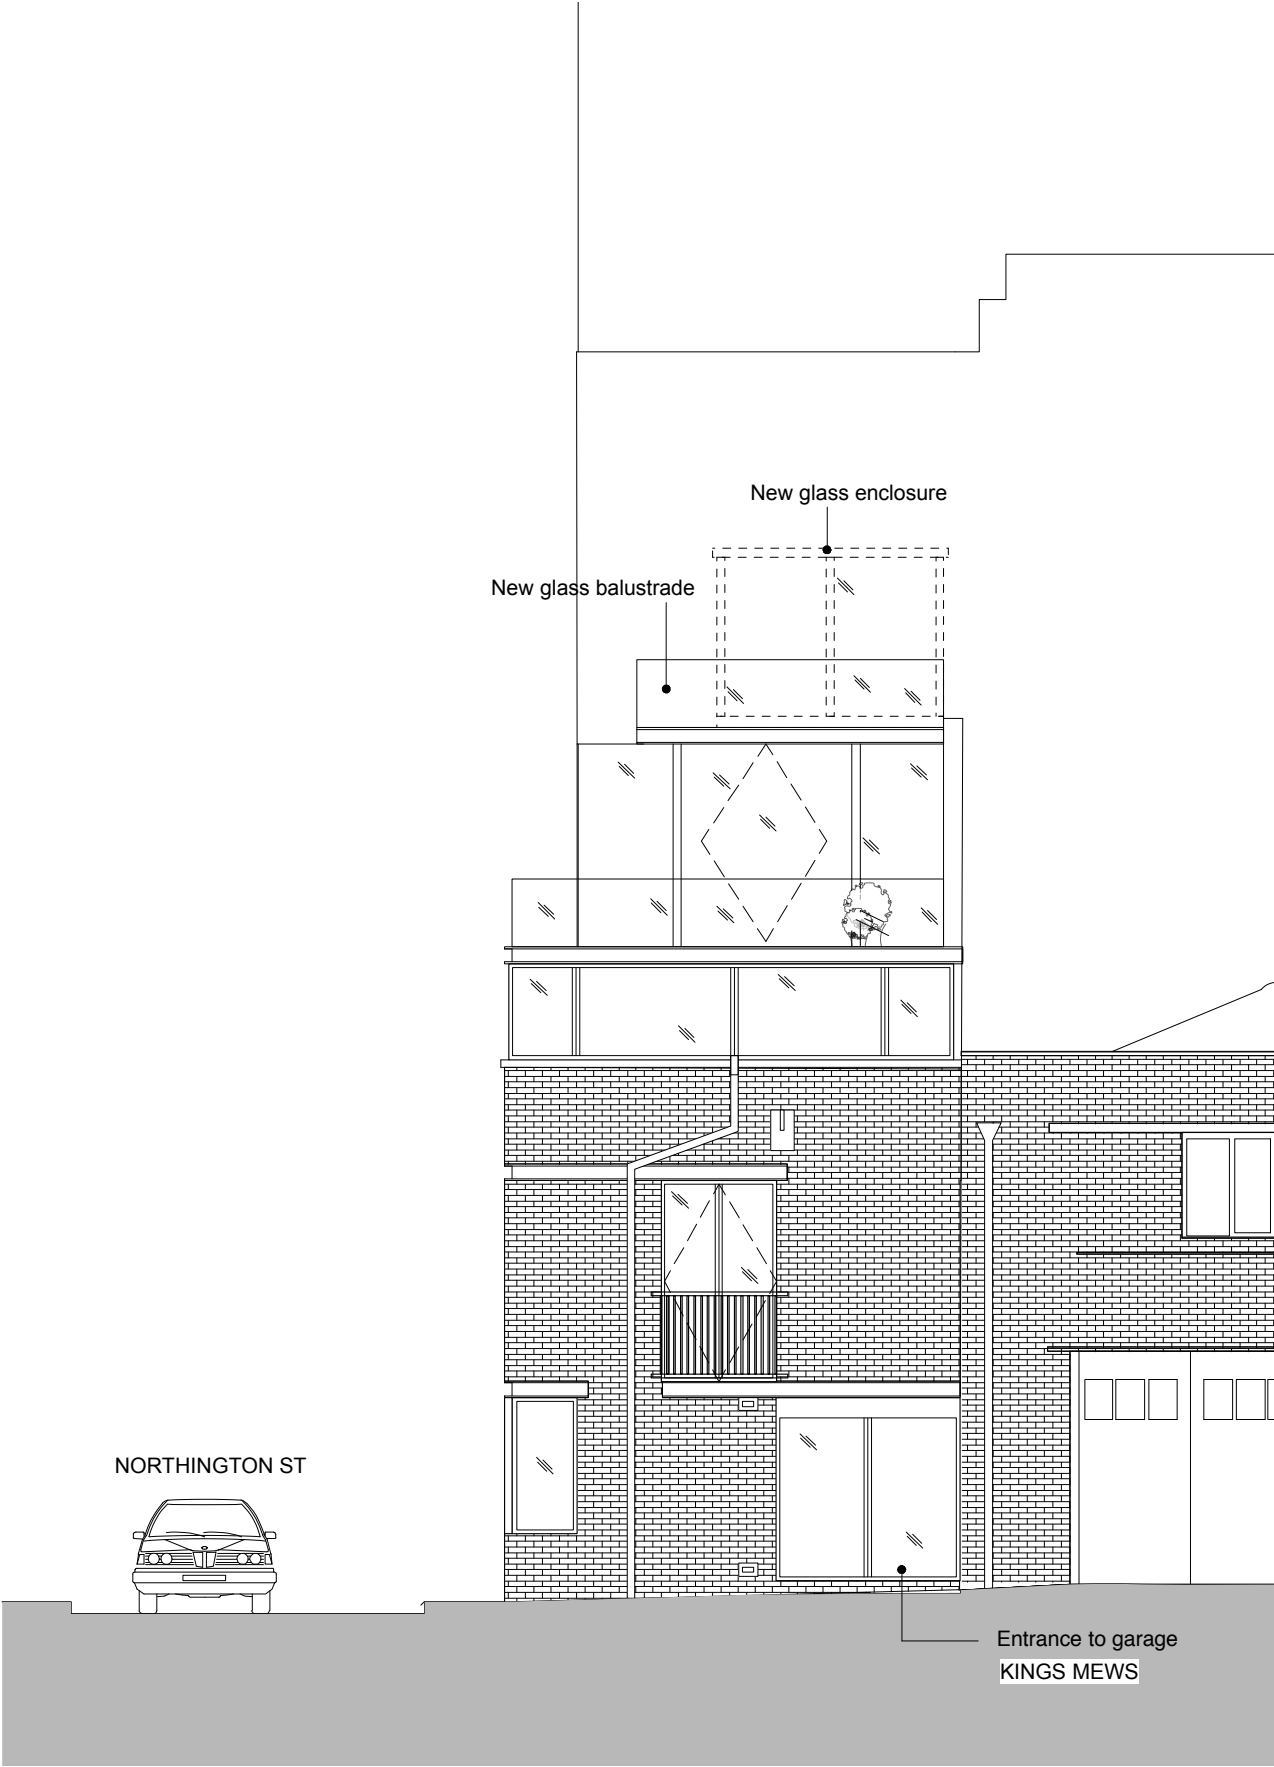 New glass enclosure
New glass balustrade
NORTHINGTON ST
Entrance to garage
KINGS MEWS